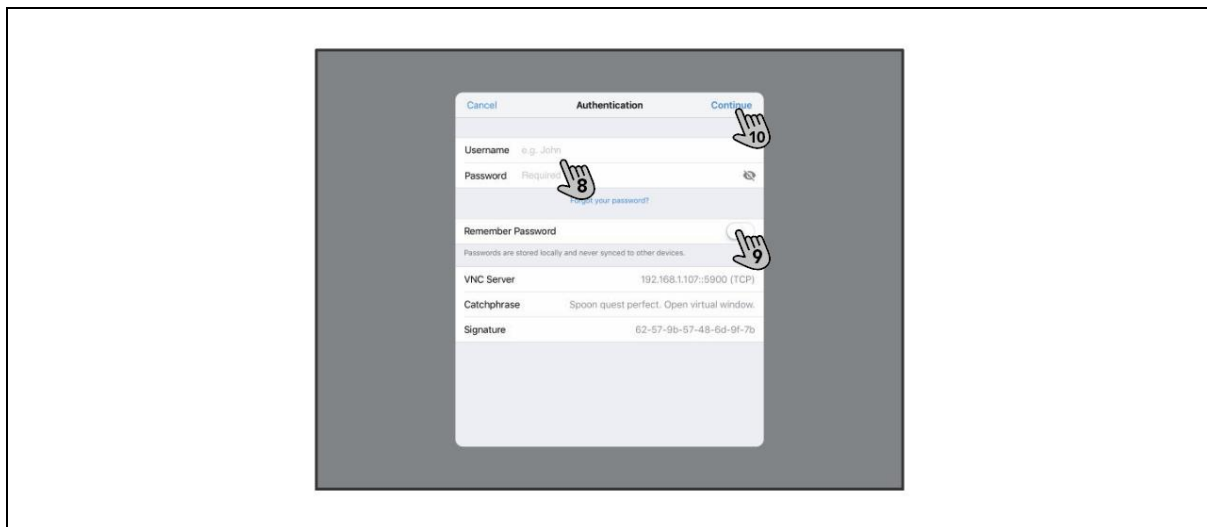 Cancel Authentication Continue
10
Username e.g. John
Password Required
8
Forgot your password?
Remember Password
9
Passwords are stored locally and never synced to other devices.
VNC Server 192.168.1.107::5900 (TCP)
Catchphrase Spoon quest perfect. Open virtual window.
Signature 62-57-9b-67-48-6d-9f-7b